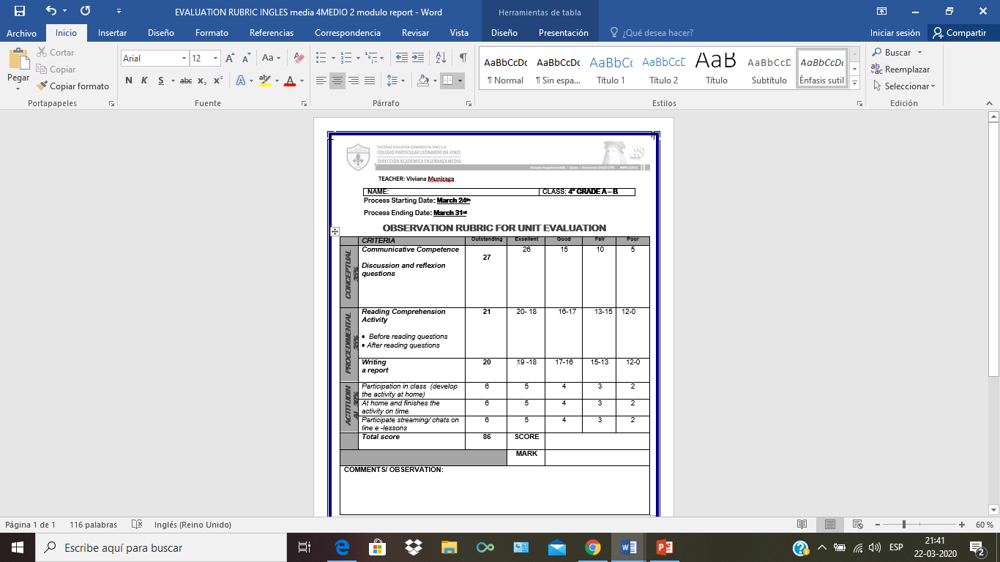 EVALUATION RUBRIC INGLES media 4MEDIO 2 modulo report - Word
Herramientas de tabla
Archivo Inicio Insertar Diseño Formato Referencias Correspondencia Revisar Vista Diseño Presentación ¿Qué desea hacer? Iniciar sesión Compartir
Pegar
Cortar
Copiar
Copiar formato
Portapapeles
Arial 12
N K S abc x₂ x²
Fuente
Párrafo
AaBbCcDc AaBbCcDc AaBbCc AaBbCcD AaB AaBbCcD AaBbCcDc
¶ Normal ¶ Sin espa... Título 1 Título 2 Título Subtítulo Énfasis sutil
Estilos
Buscar
Reemplazar
Seleccionar
Edición
SOCIEDAD EDUCATIVA LEONARDO DA VINCI S.A.
COLEGIO PARTICULAR LEONARDO DA VINCI
DIRECCIÓN ACADÉMICA ENSEÑANZA MEDIA
TEACHER: Viviana Munizaga
NAME: CLASS: 4º GRADE A – B
Process Starting Date: March 24th
Process Ending Date: March 31st
OBSERVATION RUBRIC FOR UNIT EVALUATION
CRITERIA Outstanding Excellent Good Fair Poor
CONCEPTUAL 35%
Communicative Competence 26 15 10 5
27
Discussion and reflexion
questions
PROCEDIMENTAL 35%
Reading Comprehension 21 20- 18 16-17 13-15 12-0
Activity
• Before reading questions
• After reading questions
Writing 20 19 -18 17-16 15-13 12-0
a report
ACTITUDINAL 30%
Participation in class (develop 6 5 4 3 2
the activity at home)
At home and finishes the 6 5 4 3 2
activity on time.
Participate streaming/ chats on 6 5 4 3 2
line e -lessons
Total score 86 SCORE
MARK
COMMENTS/ OBSERVATION:
Página 1 de 1 116 palabras Inglés (Reino Unido) 60 %
Escribe aquí para buscar
ESP
21:41
22-03-2020
2